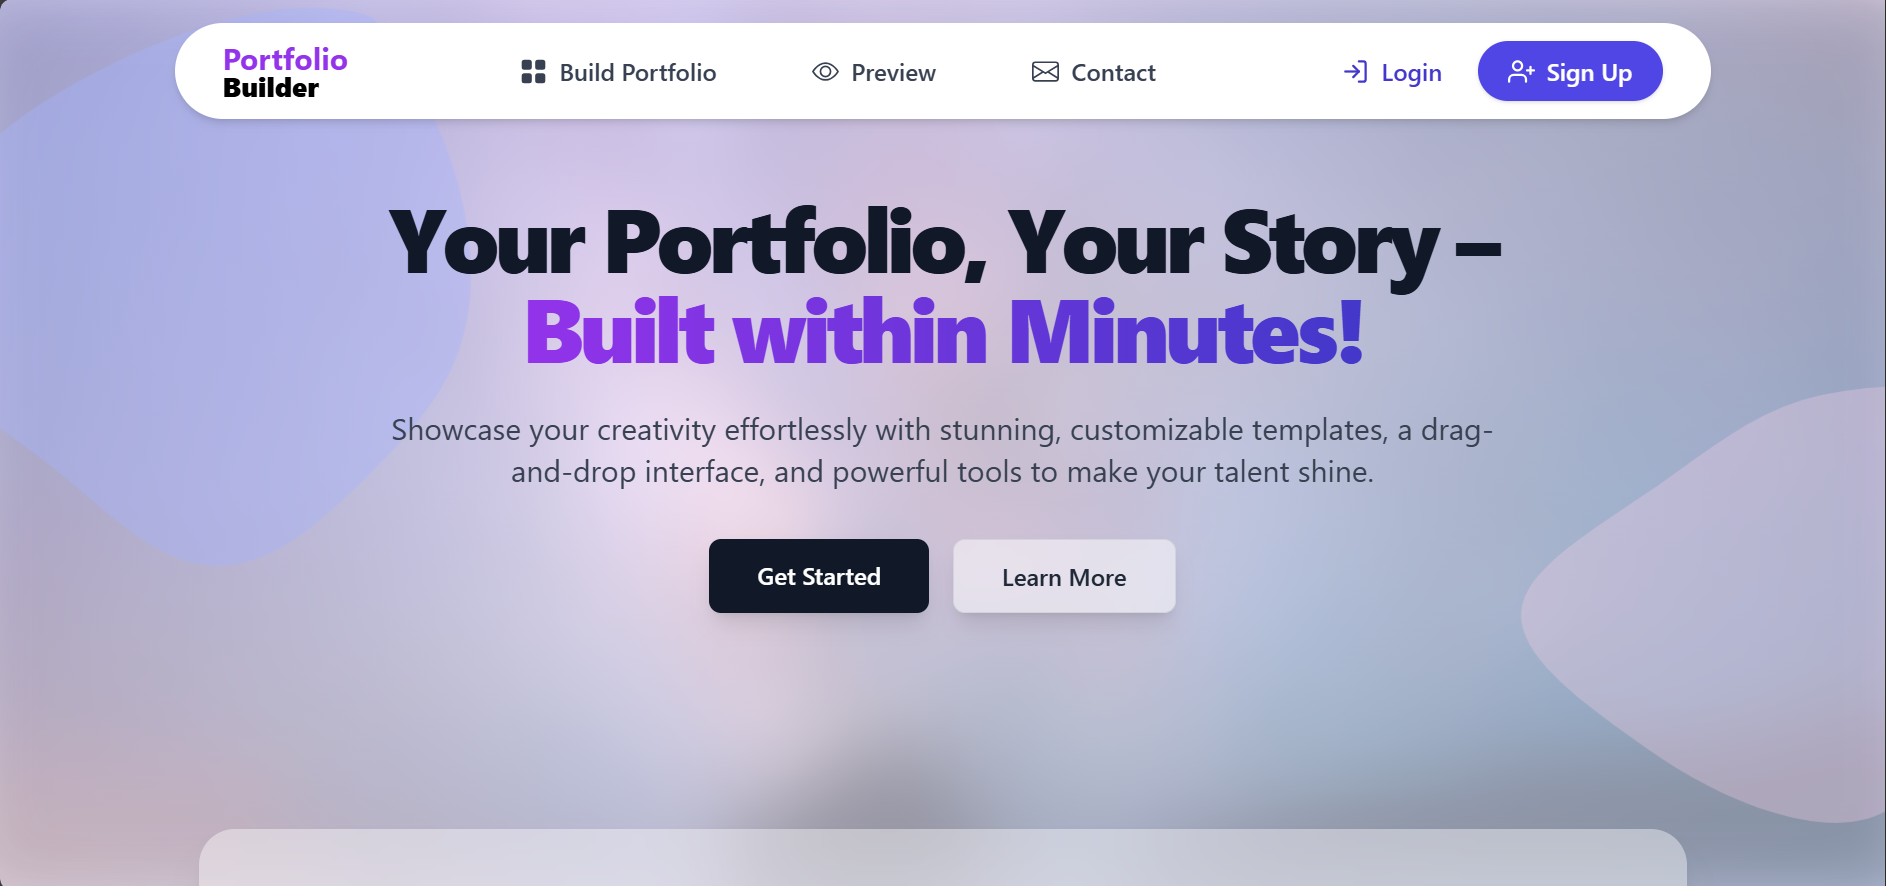 Portfolio
Builder
Build Portfolio
Preview
Contact
Login
Sign Up
Your Portfolio, Your Story –
Built within Minutes!
Showcase your creativity effortlessly with stunning, customizable templates, a drag-
and-drop interface, and powerful tools to make your talent shine.
Get Started
Learn More